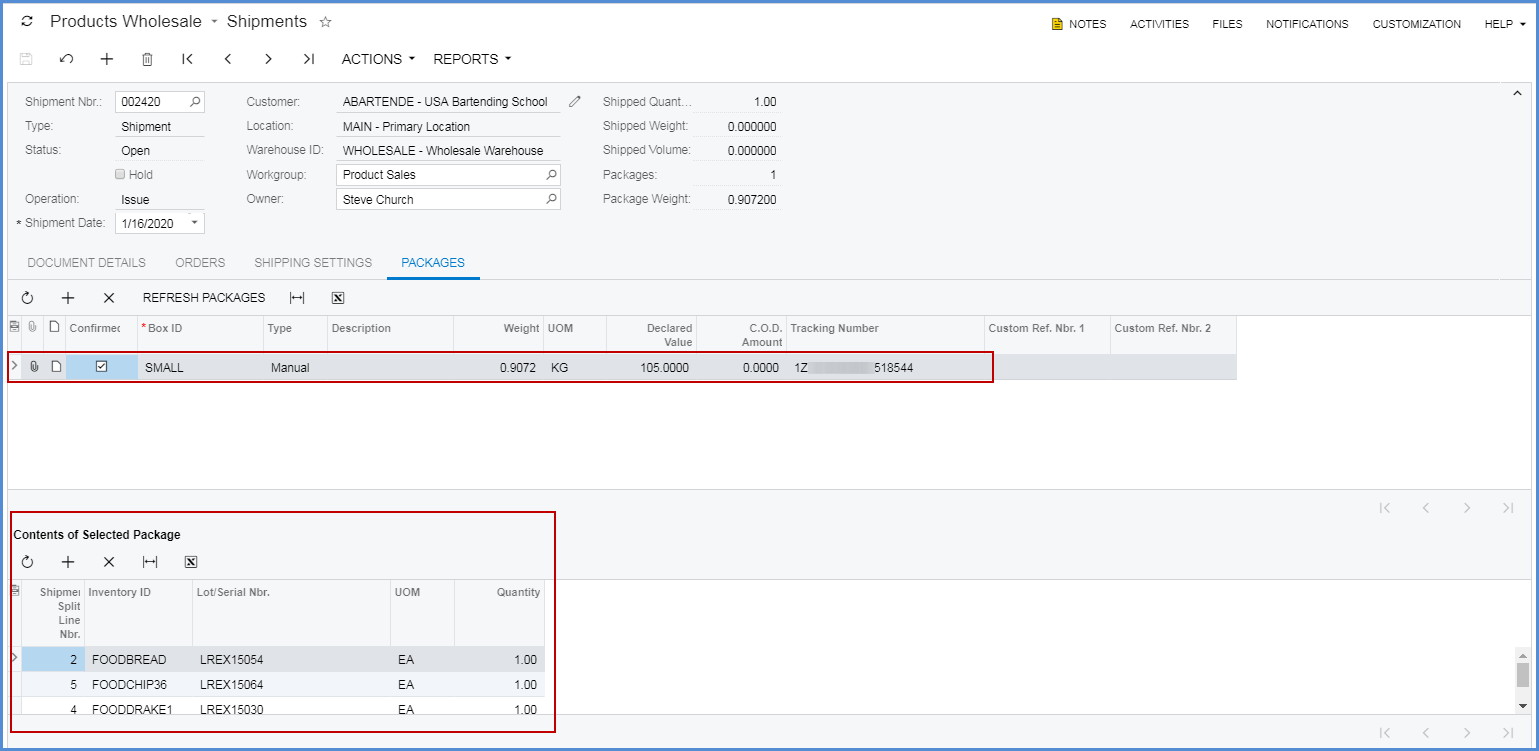 Products Wholesale Shipments
NOTES ACTIVITIES FILES NOTIFICATIONS CUSTOMIZATION HELP
ACTIONS REPORTS
Shipment Nbr.: 002420 Customer: ABARTENDE - USA Bartending School Shipped Quant... 1.00
Type: Shipment Location: MAIN - Primary Location Shipped Weight: 0.000000
Status: Open Warehouse ID: WHOLESALE - Wholesale Warehouse Shipped Volume: 0.000000
Hold Workgroup: Product Sales Packages: 1
Operation: Issue Owner: Steve Church Package Weight: 0.907200
* Shipment Date: 1/16/2020
DOCUMENT DETAILS ORDERS SHIPPING SETTINGS PACKAGES
REFRESH PACKAGES
Confirmec * Box ID Type Description Weight UOM Declared Value C.O.D. Amount Tracking Number Custom Ref. Nbr. 1 Custom Ref. Nbr. 2
SMALL Manual 0.9072 KG 105.0000 0.0000 1Z 518544
Contents of Selected Package
Shipmer Split Line Nbr. Inventory ID Lot/Serial Nbr. UOM Quantity
2 FOODBREAD LREX15054 EA 1.00
5 FOODCHIP36 LREX15064 EA 1.00
4 FOODDRAKE1 LREX15030 EA 1.00